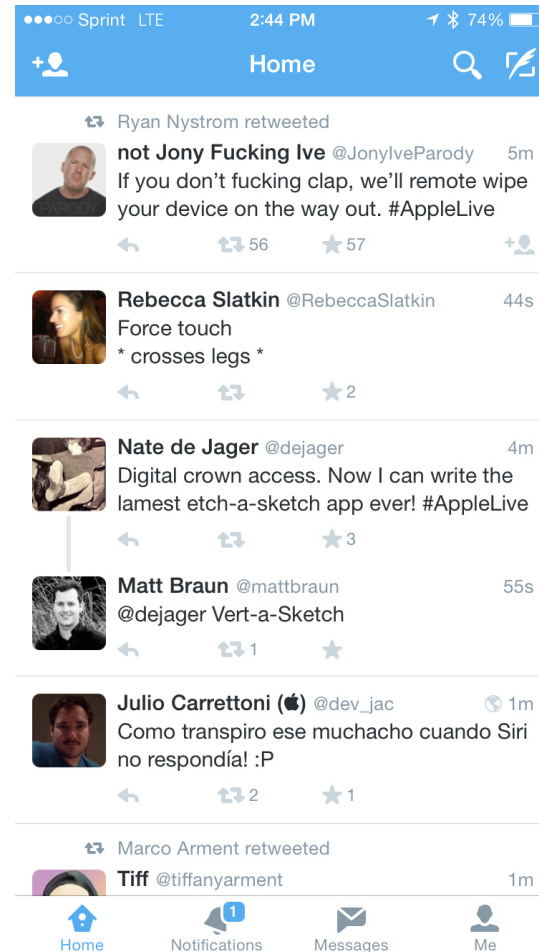 Sprint LTE 2:44 PM 74%
Home
Ryan Nystrom retweeted
not Jony Fucking Ive @JonyIveParody 5m
If you don't fucking clap, we'll remote wipe
your device on the way out. #AppleLive
PARODY
56 57
Rebecca Slatkin @RebeccaSlatkin 44s
Force touch
* crosses legs *
2
Nate de Jager @dejager 4m
Digital crown access. Now I can write the
lamest etch-a-sketch app ever! #AppleLive
3
Matt Braun @mattbraun 55s
@dejager Vert-a-Sketch
1
Julio Carrettoni () @dev_jac 1m
Como transpiro ese muchacho cuando Siri
no respondía! :P
2 1
Marco Arment retweeted
Tiff @tiffanyarment 1m
1
Home Notifications Messages Me